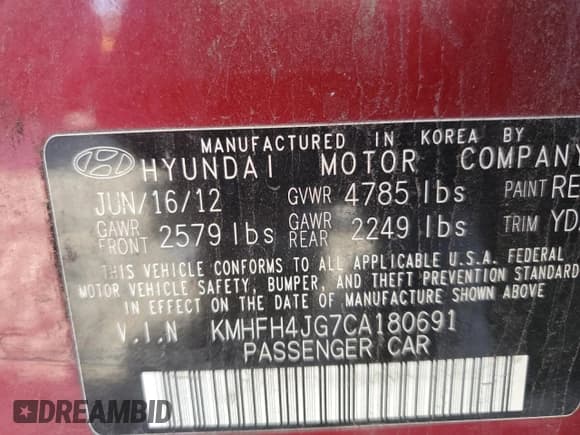 MANUFACTURED IN KOREA BY
HYUNDAI MOTOR COMPANY
JUN/16/12 GVWR 4785 lbs PAINT RE
GAWR FRONT 2579 lbs GAWR REAR 2249 lbs TRIM YD
THIS VEHICLE CONFORMS TO ALL APPLICABLE U.S.A. FEDERAL
MOTOR VEHICLE SAFETY, BUMPER, AND THEFT PREVENTION STANDARD
IN EFFECT ON THE DATE OF MANUFACTURE SHOWN ABOVE.
V.I.N KMHFH4JG7CA180691
PASSENGER CAR
DREAMBID